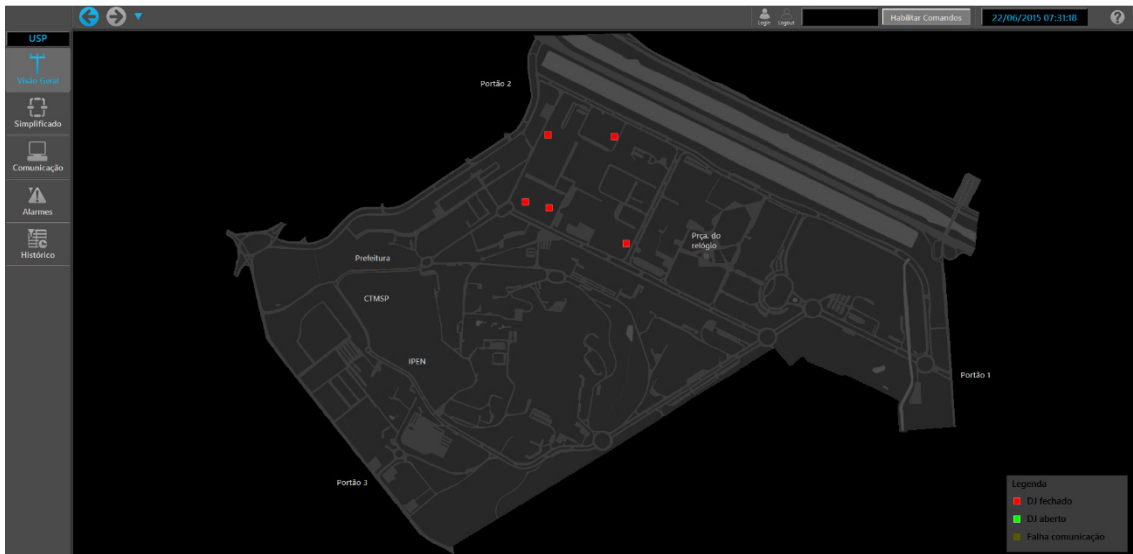 Login
Logout
Habilitar Comandos
22/06/2015 07:31:18
?
USP
Visão Geral
Simplificado
Comunicação
Alarmes
Histórico
Portão 2
Prça. do
relógio
Prefeitura
CTMSP
IPEN
Portão 1
Portão 3
Legenda
DJ fechado
DJ aberto
Falha comunicação